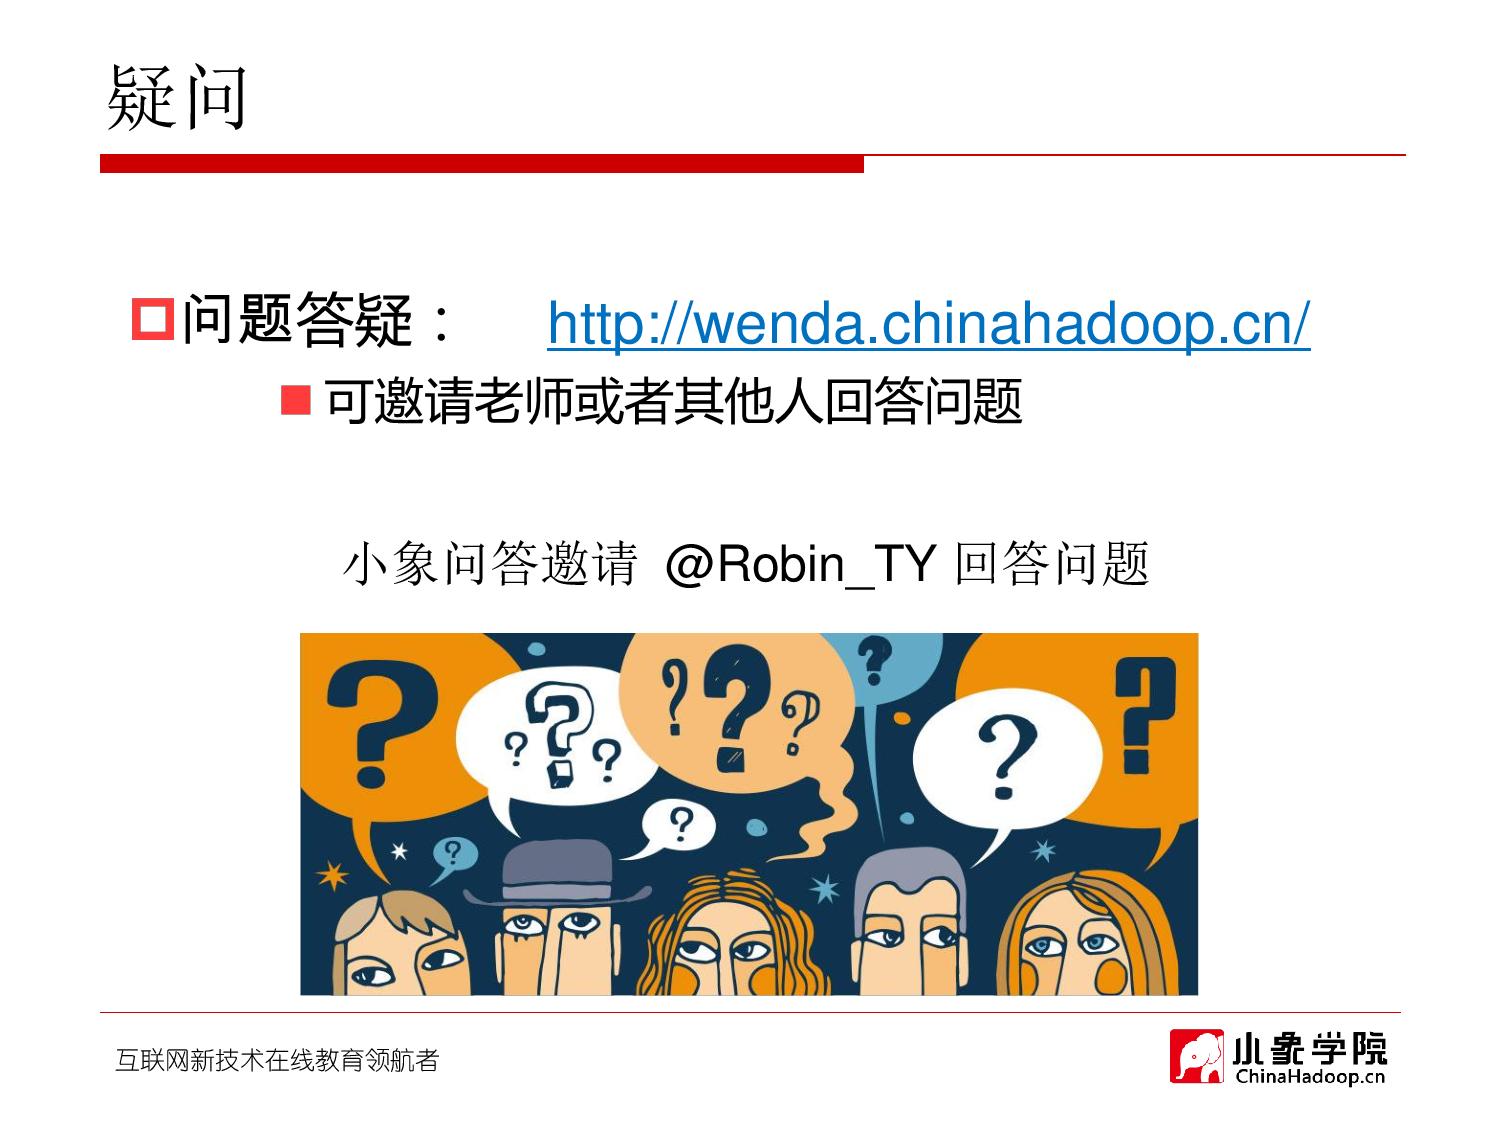 疑问
问题答疑： http://wenda.chinahadoop.cn/
可邀请老师或者其他人回答问题
小象问答邀请 @Robin_TY 回答问题
互联网新技术在线教育领航者
小象学院
ChinaHadoop.cn